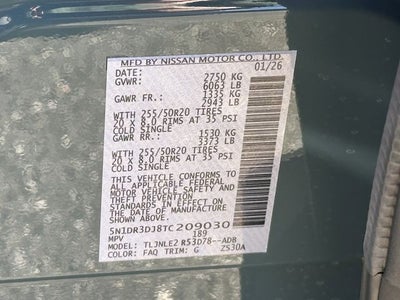 MFD BY NISSAN MOTOR CO., LTD.
DATE: 01/26
GVWR: 2750 KG
6063 LB
GAWR FR.: 1335 KG
2943 LB
WITH 255/50R20 TIRES
20 X 8.0 RIMS AT 35 PSI
COLD SINGLE
GAWR RR.: 1530 KG
3373 LB
WITH 255/50R20 TIRES
20 X 8.0 RIMS AT 35 PSI
COLD SINGLE
THIS VEHICLE CONFORMS TO
ALL APPLICABLE FEDERAL
MOTOR VEHICLE SAFETY AND
THEFT PREVENTION
STANDARDS IN EFFECT ON
THE DATE OF MANUFACTURE
SHOWN ABOVE.
5N1DR3DJ8TC209030
MPV 189
MODEL: TLJNLE2 R53D78--ADB
COLOR: FAQ TRIM: G ZS30A